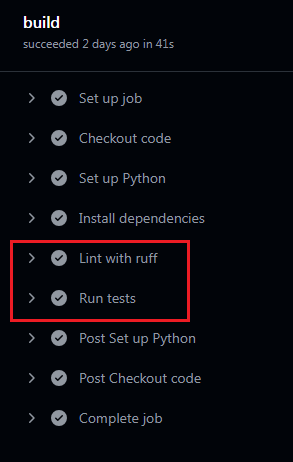 build
succeeded 2 days ago in 41s
Set up job
Checkout code
Set up Python
Install dependencies
Lint with ruff
Run tests
Post Set up Python
Post Checkout code
Complete job